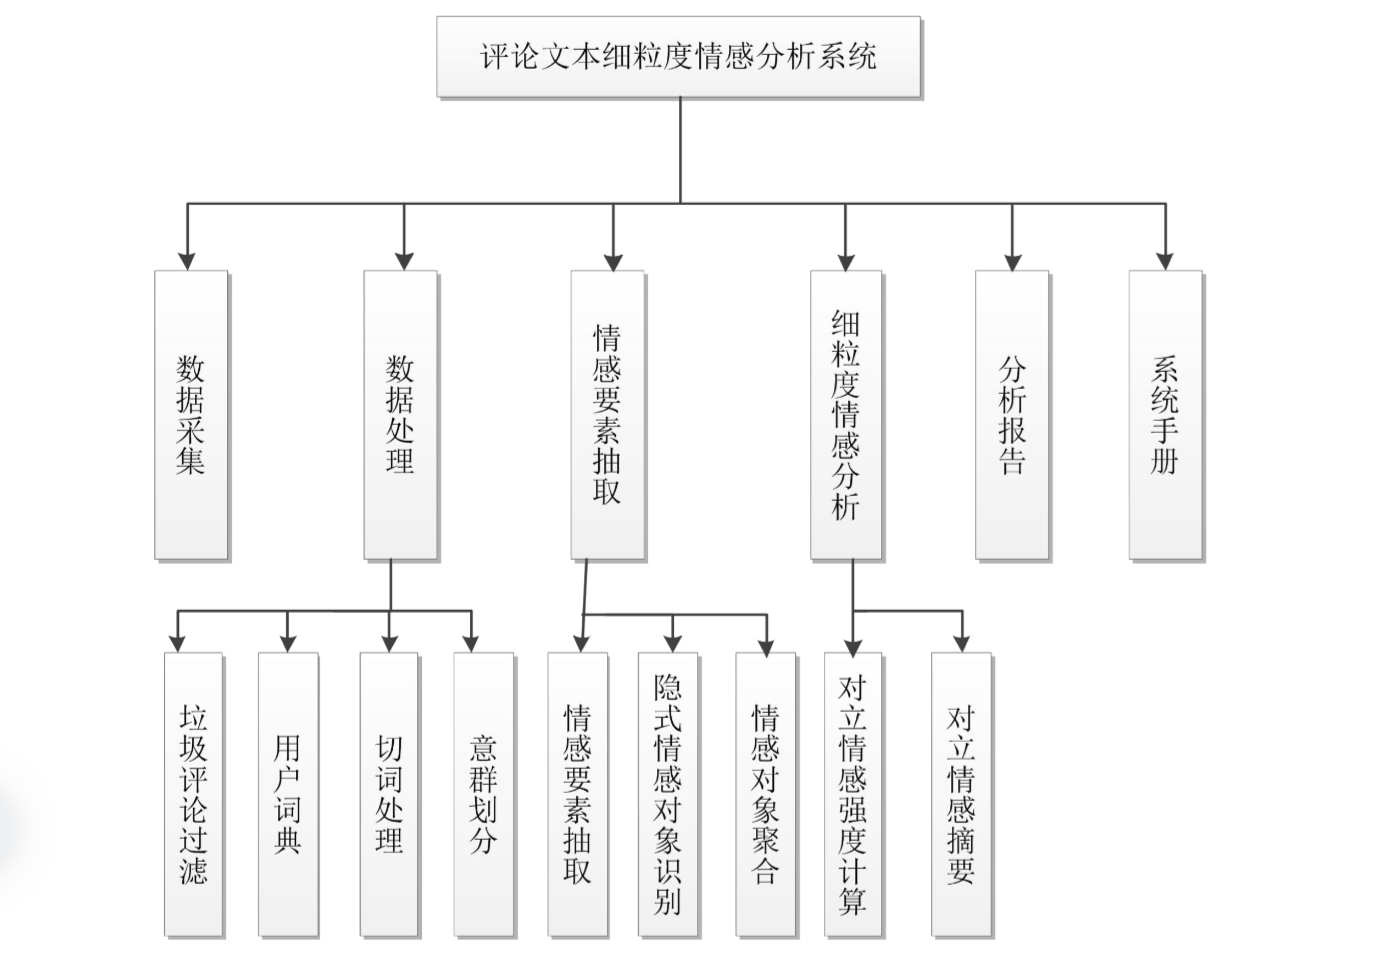 评论文本细粒度情感分析系统
数据采集
数据处理
情感要素抽取
细粒度情感分析
分析报告
系统手册
垃圾评论过滤
用户词典
切词处理
意群划分
情感要素抽取
隐式情感对象识别
情感对象聚合
对立情感强度计算
对立情感摘要